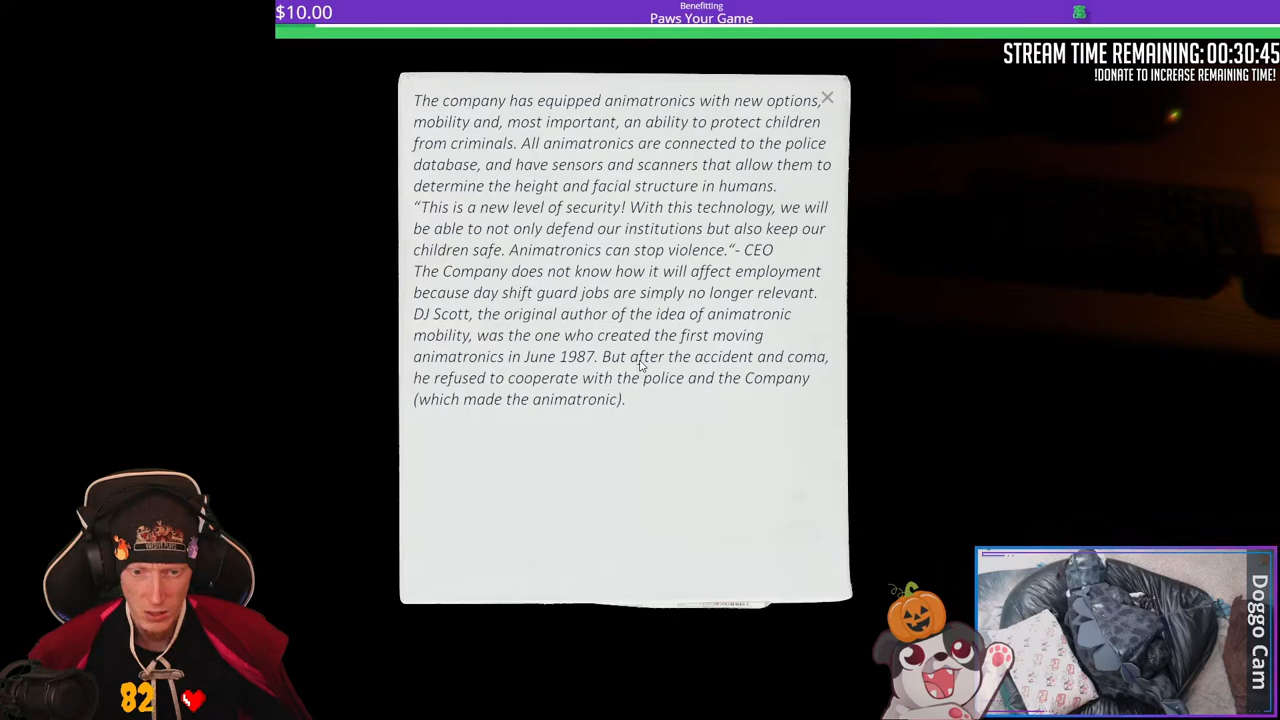 $10.00
Benefitting
Paws Your Game
STREAM TIME REMAINING: 00:30:45
!DONATE TO INCREASE REMAINING TIME!
The company has equipped animatronics with new options,
mobility and, most important, an ability to protect children
from criminals. All animatronics are connected to the police
database, and have sensors and scanners that allow them to
determine the height and facial structure in humans.
“This is a new level of security! With this technology, we will
be able to not only defend our institutions but also keep our
children safe. Animatronics can stop violence.“- CEO
The Company does not know how it will affect employment
because day shift guard jobs are simply no longer relevant.
DJ Scott, the original author of the idea of animatronic
mobility, was the one who created the first moving
animatronics in June 1987. But after the accident and coma,
he refused to cooperate with the police and the Company
(which made the animatronic).
82
Doggo Cam